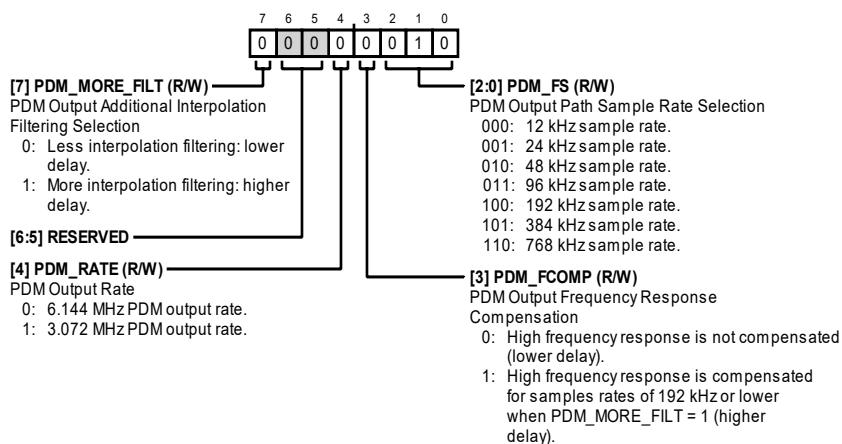 7 6 5 4 3 2 1 0
0 0 0 0 0 0 1 0
[7] PDM_MORE_FILT (R/W)
PDM Output Additional Interpolation
Filtering Selection
0: Less interpolation filtering: lower
delay.
1: More interpolation filtering: higher
delay.
[6:5] RESERVED
[4] PDM_RATE (R/W)
PDM Output Rate
0: 6.144 MHz PDM output rate.
1: 3.072 MHz PDM output rate.
[2:0] PDM_FS (R/W)
PDM Output Path Sample Rate Selection
000: 12 kHz sample rate.
001: 24 kHz sample rate.
010: 48 kHz sample rate.
011: 96 kHz sample rate.
100: 192 kHz sample rate.
101: 384 kHz sample rate.
110: 768 kHz sample rate.
[3] PDM_FCOMP (R/W)
PDM Output Frequency Response
Compensation
0: High frequency response is not compensated
(lower delay).
1: High frequency response is compensated
for samples rates of 192 kHz or lower
when PDM_MORE_FILT = 1 (higher
delay).